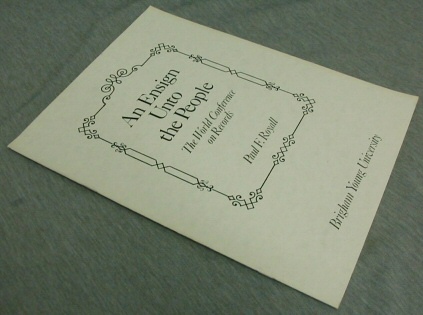 An Ensign
Unto
the People
The World Conference
on Records
Paul F. Royall
Brigham Young University